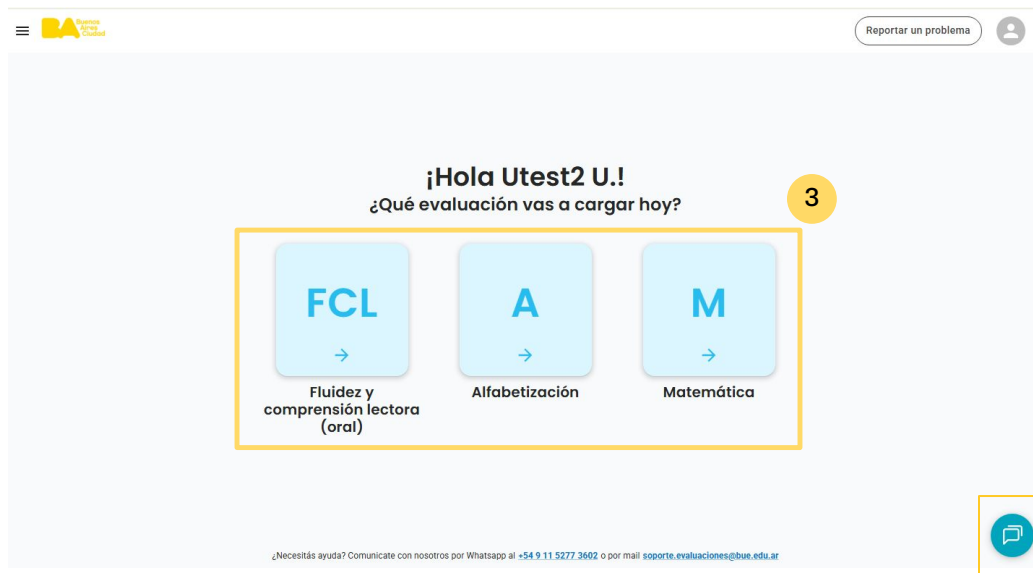 Buenos
Aires
Ciudad
BA
Reportar un problema
¡Hola Utest2 U.!
¿Qué evaluación vas a cargar hoy?
3
FCL
A
M
Fluidez y
comprensión lectora
(oral)
Alfabetización
Matemática
¿Necesitás ayuda? Comunicate con nosotros por Whatsapp al +54 9 11 5277 3602 o por mail soporte.evaluaciones@bue.edu.ar